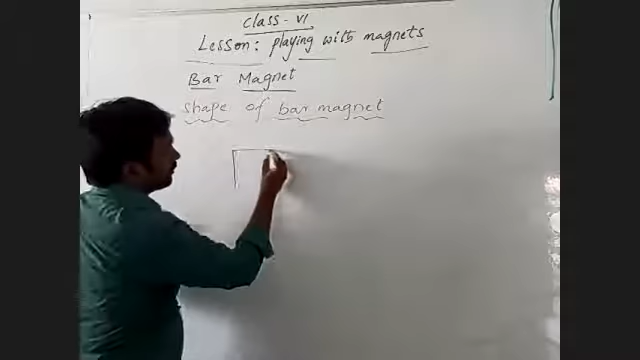 class - VI
Lesson: playing with magnets
Bar Magnet
shape of bar magnet